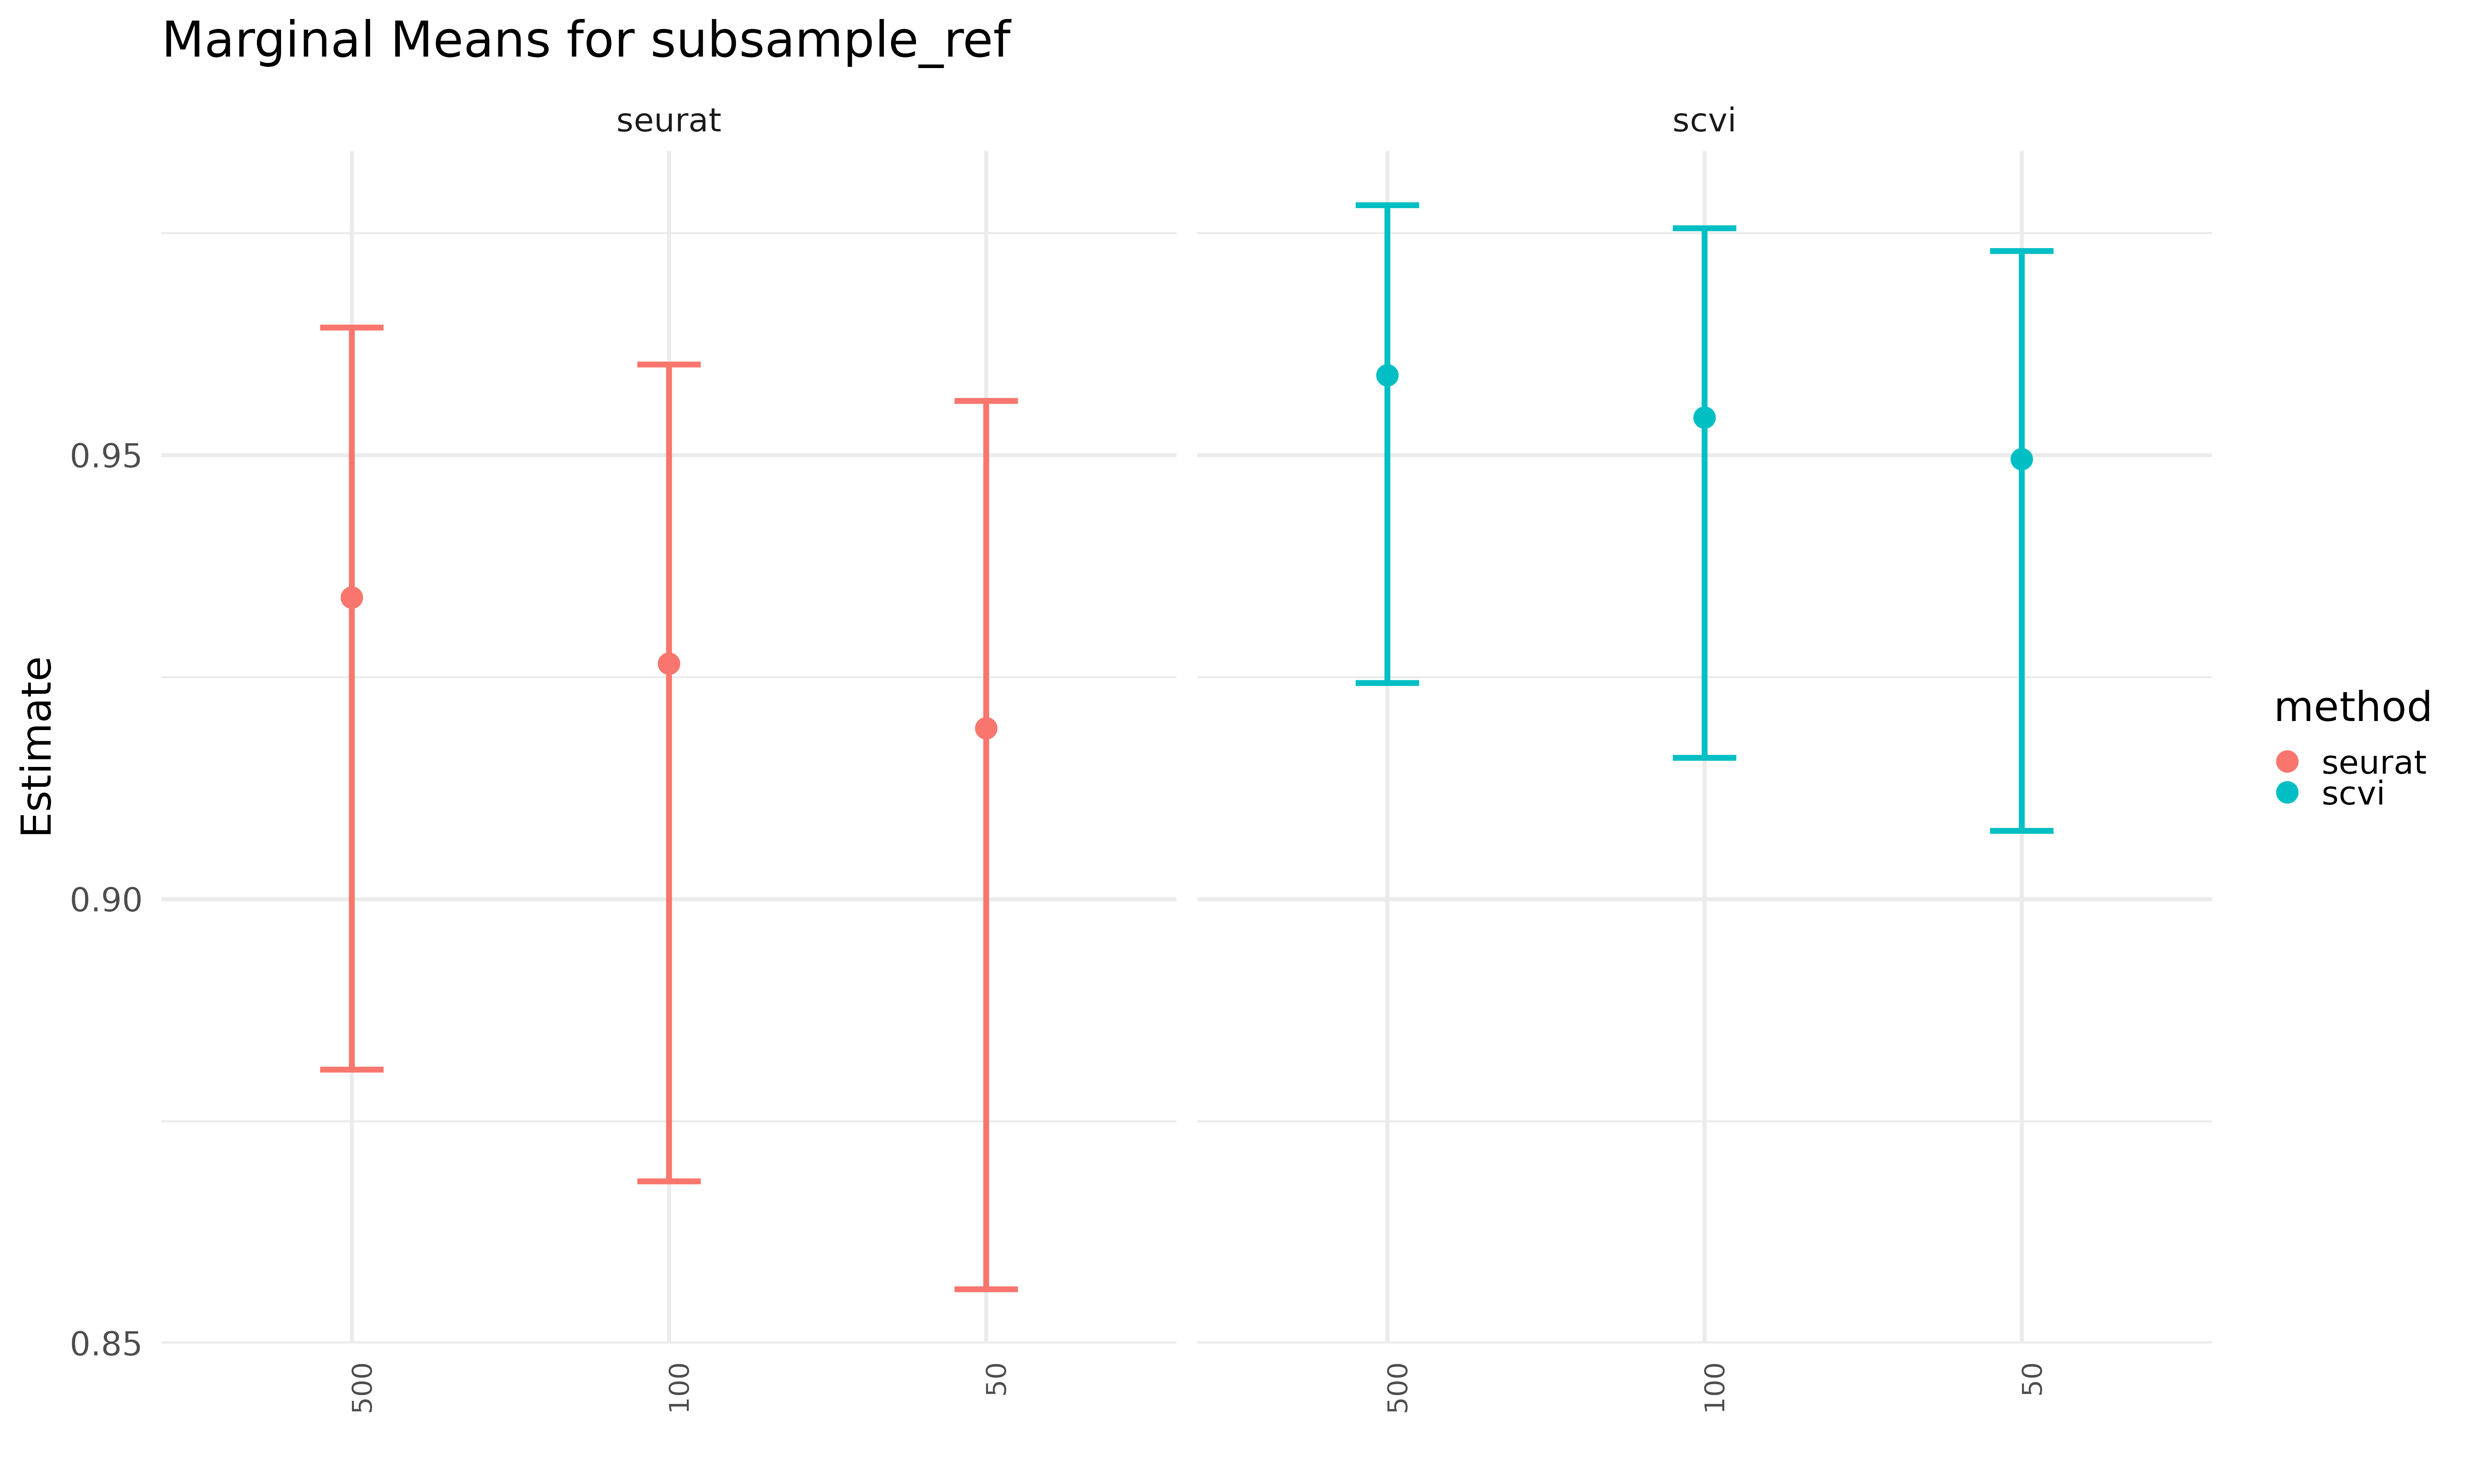 Marginal Means for subsample_ref
seurat
scvi
Estimate
0.95
0.90
0.85
500
100
50
500
100
50
method
seurat
scvi